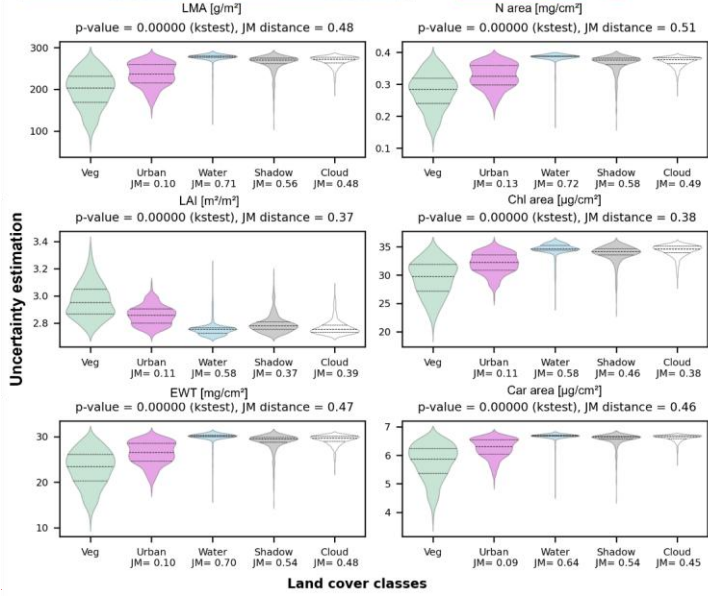 LMA [g/m²]
p-value = 0.00000 (kstest), JM distance = 0.48
300
200
100
Veg Urban Water Shadow Cloud
JM= 0.10 JM= 0.71 JM= 0.56 JM= 0.48
N area [mg/cm²]
p-value = 0.00000 (kstest), JM distance = 0.51
0.4
0.3
0.2
0.1
Veg Urban Water Shadow Cloud
JM= 0.13 JM= 0.72 JM= 0.58 JM= 0.49
Uncertainty estimation
LAI [m²/m²]
p-value = 0.00000 (kstest), JM distance = 0.37
3.4
3.2
3.0
2.8
Veg Urban Water Shadow Cloud
JM= 0.11 JM= 0.58 JM= 0.37 JM= 0.39
Chl area [µg/cm²]
p-value = 0.00000 (kstest), JM distance = 0.38
35
30
25
20
Veg Urban Water Shadow Cloud
JM= 0.11 JM= 0.58 JM= 0.46 JM= 0.38
EWT [mg/cm²]
p-value = 0.00000 (kstest), JM distance = 0.47
30
20
10
Veg Urban Water Shadow Cloud
JM= 0.10 JM= 0.70 JM= 0.54 JM= 0.48
Car area [µg/cm²]
p-value = 0.00000 (kstest), JM distance = 0.46
7
6
5
4
Veg Urban Water Shadow Cloud
JM= 0.09 JM= 0.64 JM= 0.54 JM= 0.45
Land cover classes